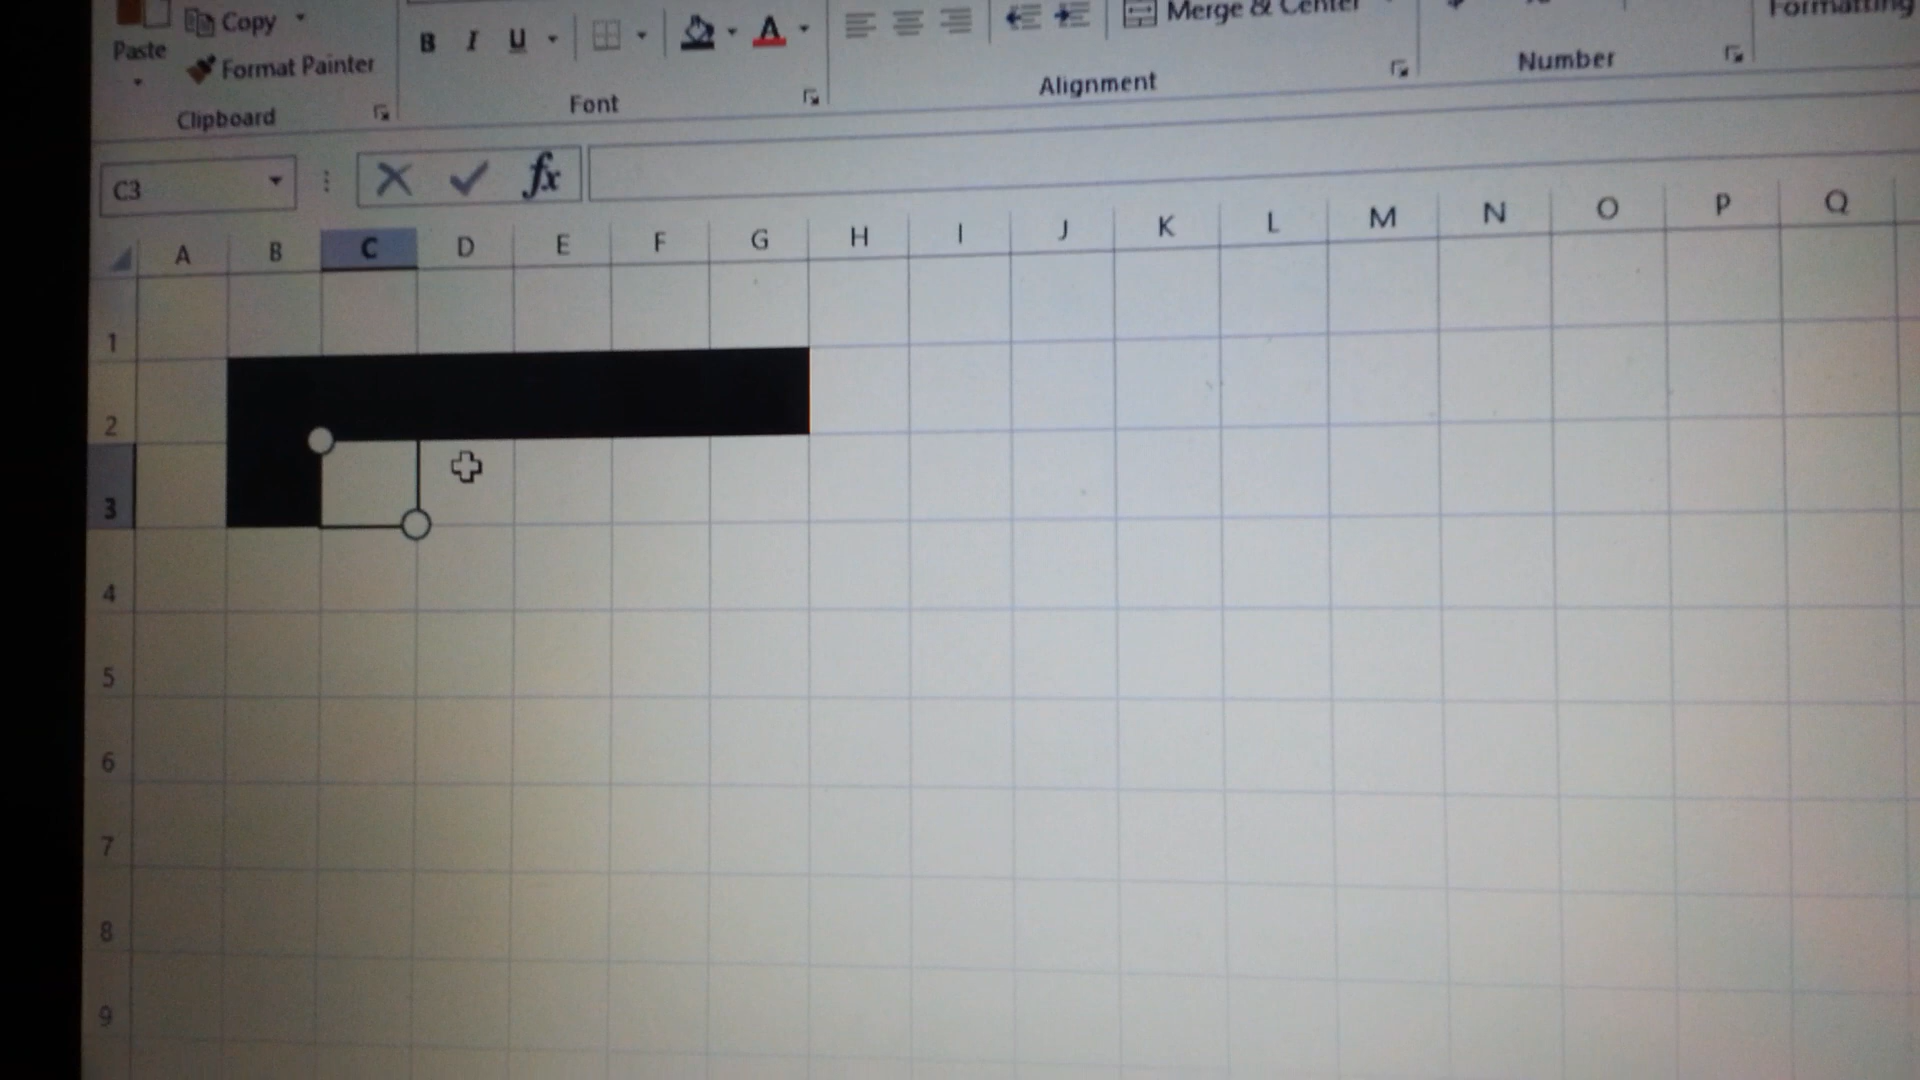 Copy
Merge & Center
Formatting
Paste
Format Painter
B I U A
Clipboard
Font
Alignment
Number
C3
fx
A B C D E F G H I J K L M N O P Q
1
2
3
4
5
6
7
8
9